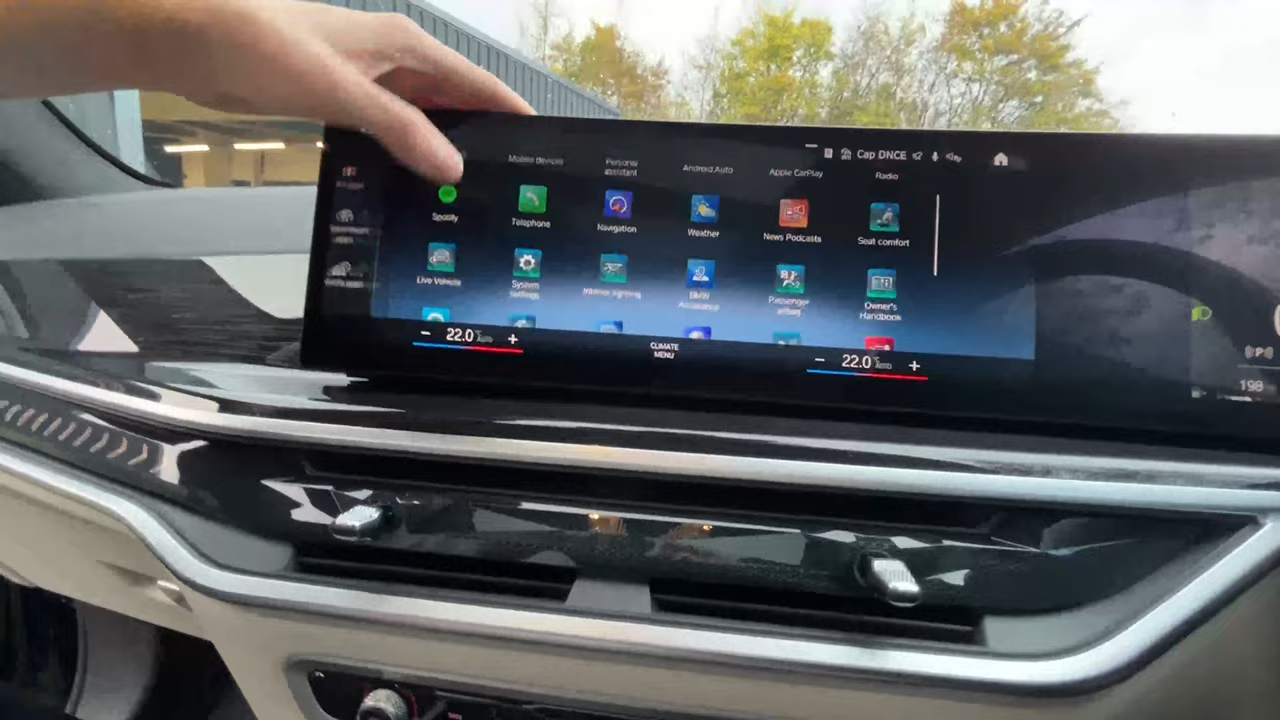 Cap DNCE
Mobile devices
Personal
assistant
Android Auto
Apple CarPlay
Radio
Spotify
Telephone
Navigation
Weather
News Podcasts
Seat comfort
Live Vehicle
System
settings
Interior lighting
BMW
Assistance
Passenger
airbag
Owner's
Handbook
− 22.0 °C AUTO +
CLIMATE
MENU
− 22.0 °C AUTO +
(P)
198